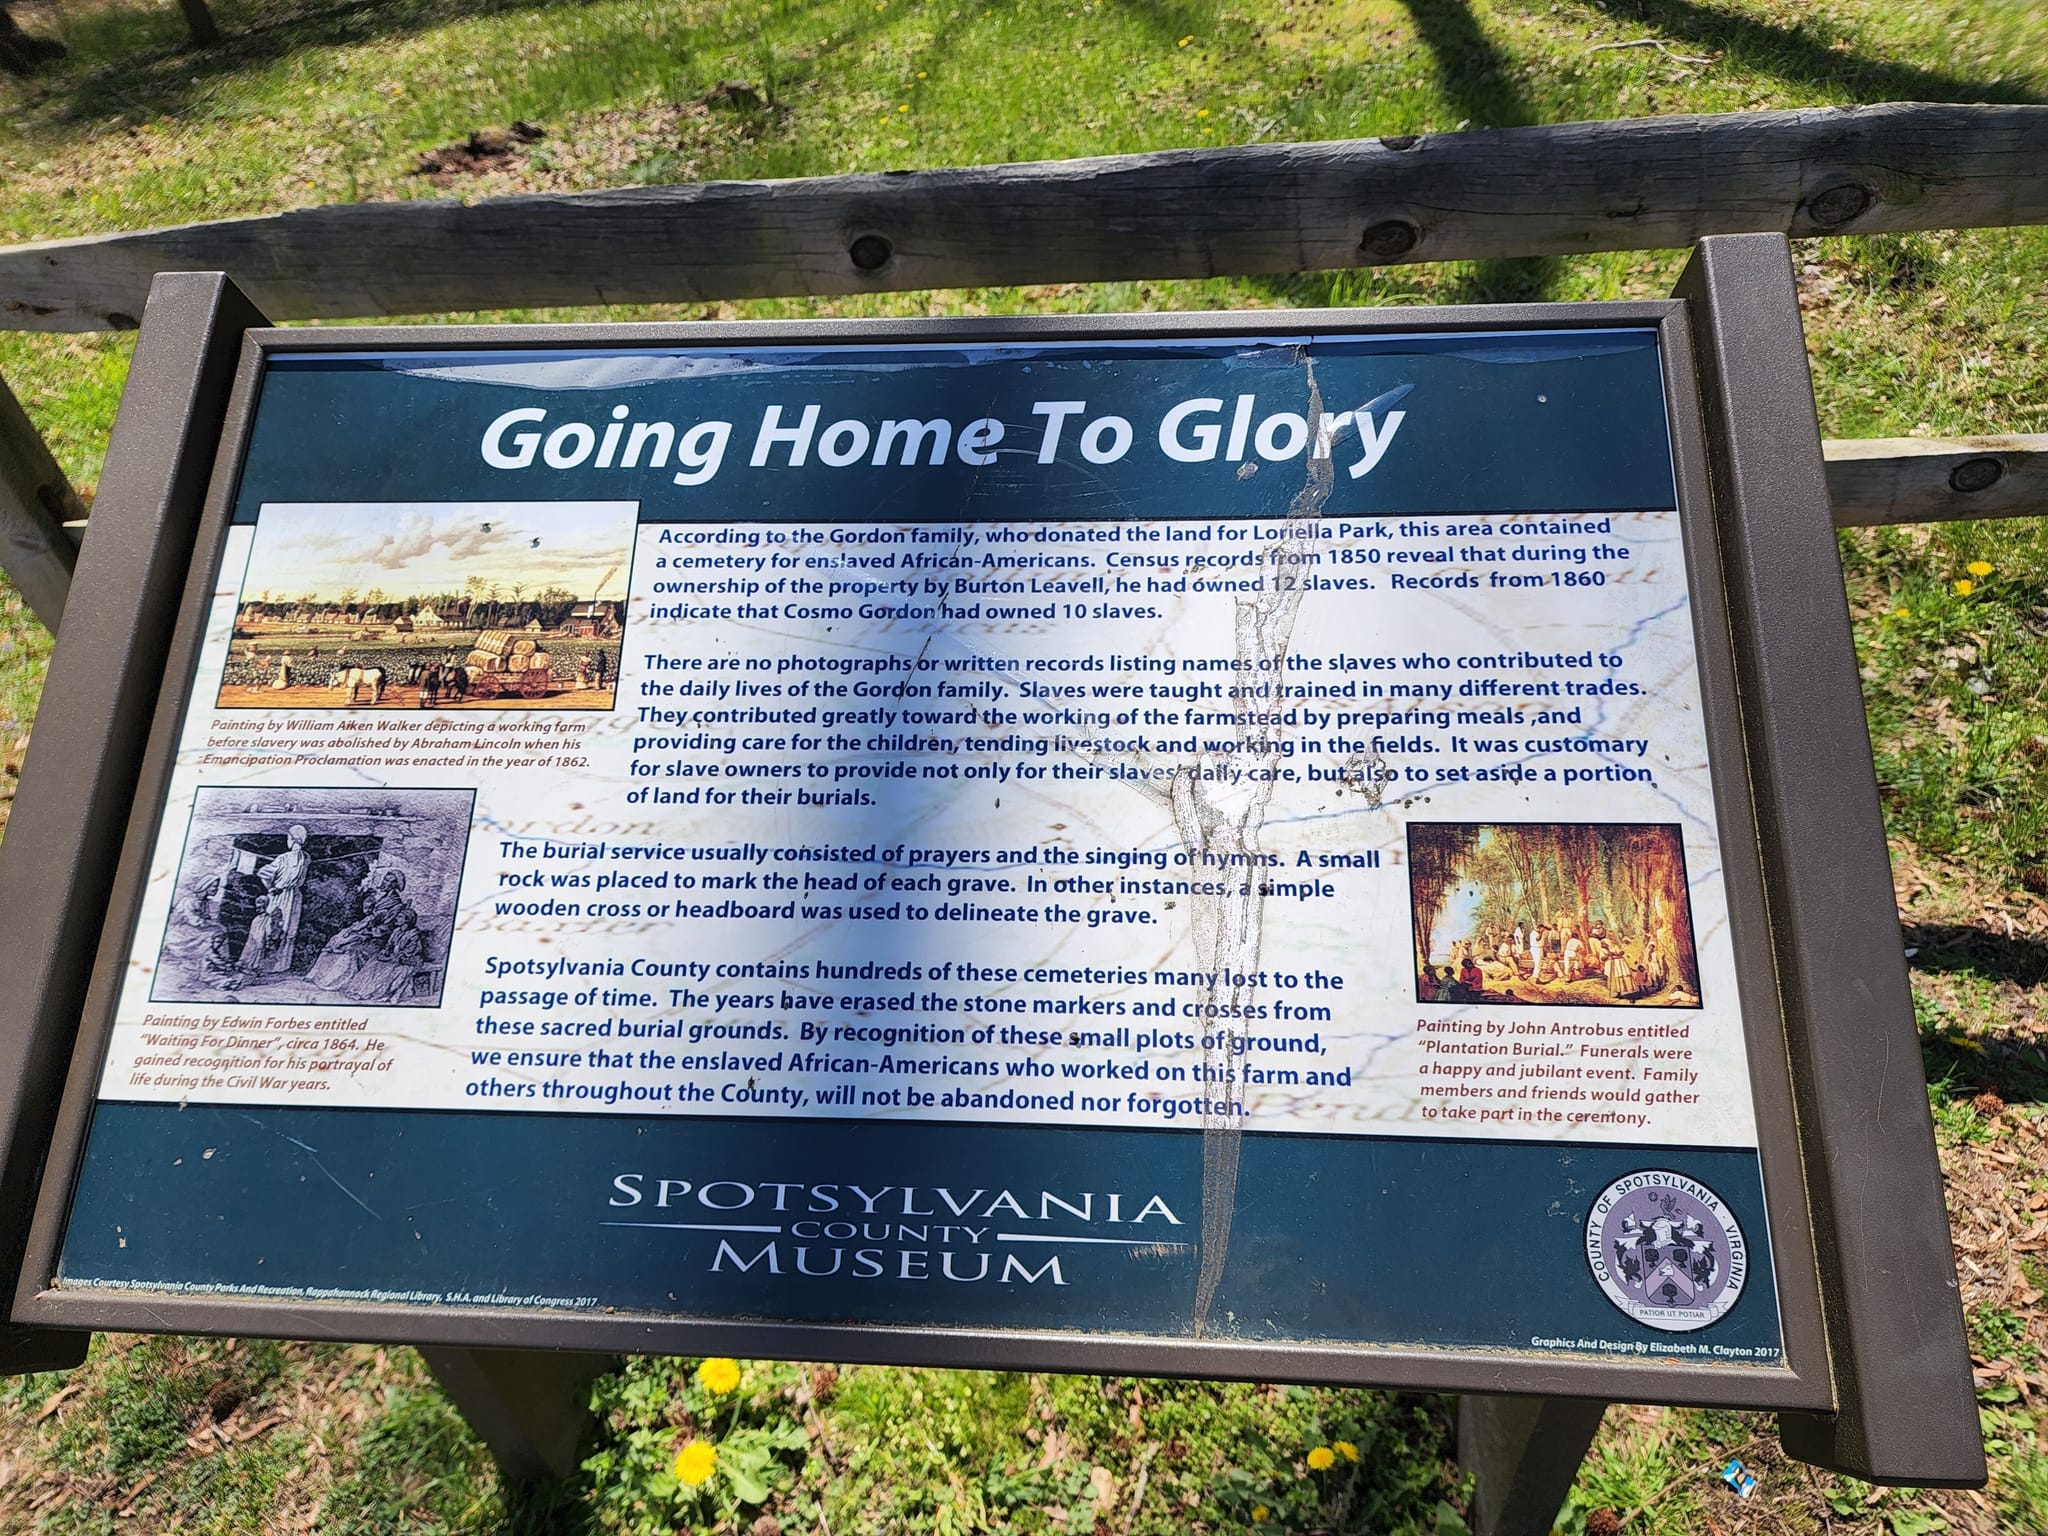 Going Home To Glory
According to the Gordon family, who donated the land for Loriella Park, this area contained
a cemetery for enslaved African-Americans. Census records from 1850 reveal that during the
ownership of the property by Burton Leavell, he had owned 12 slaves. Records from 1860
indicate that Cosmo Gordon had owned 10 slaves.
There are no photographs or written records listing names of the slaves who contributed to
the daily lives of the Gordon family. Slaves were taught and trained in many different trades.
They contributed greatly toward the working of the farmstead by preparing meals ,and
providing care for the children, tending livestock and working in the fields. It was customary
for slave owners to provide not only for their slaves' daily care, but also to set aside a portion
of land for their burials.
The burial service usually consisted of prayers and the singing of hymns. A small
rock was placed to mark the head of each grave. In other instances, a simple
wooden cross or headboard was used to delineate the grave.
Spotsylvania County contains hundreds of these cemeteries many lost to the
passage of time. The years have erased the stone markers and crosses from
these sacred burial grounds. By recognition of these small plots of ground,
we ensure that the enslaved African-Americans who worked on this farm and
others throughout the County, will not be abandoned nor forgotten.
Painting by William Aiken Walker depicting a working farm
before slavery was abolished by Abraham Lincoln when his
Emancipation Proclamation was enacted in the year of 1862.
Painting by Edwin Forbes entitled
"Waiting For Dinner", circa 1864. He
gained recognition for his portrayal of
life during the Civil War years.
Painting by John Antrobus entitled
"Plantation Burial." Funerals were
a happy and jubilant event. Family
members and friends would gather
to take part in the ceremony.
SPOTSYLVANIA
COUNTY
MUSEUM
COUNTY OF SPOTSYLVANIA · VIRGINIA
PATIOR UT POTIAR
Images Courtesy Spotsylvania County Parks And Recreation, Rappahannock Regional Library, S.H.A. and Library of Congress 2017
Graphics And Design By Elizabeth M. Clayton 2017